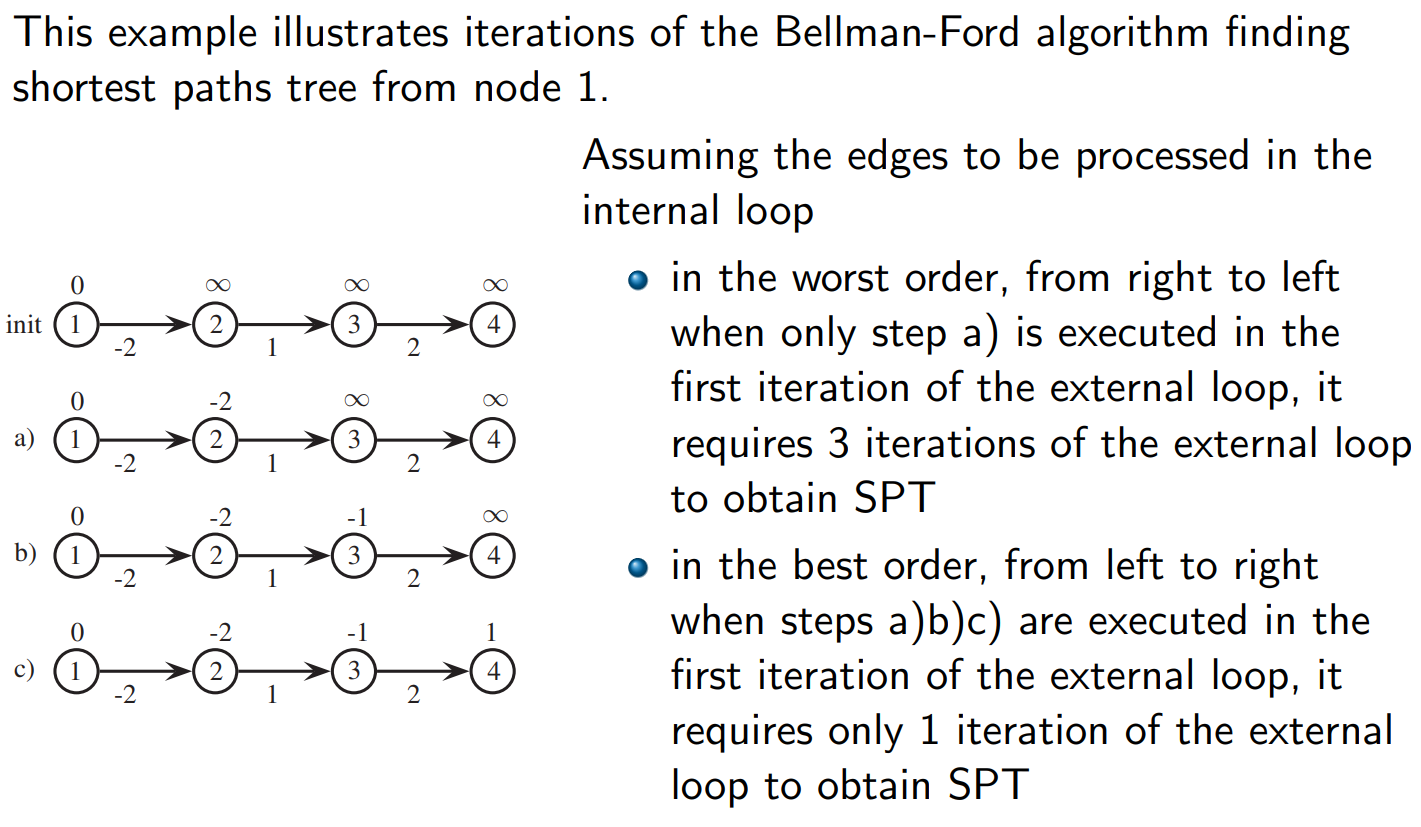 This example illustrates iterations of the Bellman-Ford algorithm finding
shortest paths tree from node 1.
Assuming the edges to be processed in the
internal loop
• in the worst order, from right to left
when only step a) is executed in the
first iteration of the external loop, it
requires 3 iterations of the external loop
to obtain SPT
• in the best order, from left to right
when steps a)b)c) are executed in the
first iteration of the external loop, it
requires only 1 iteration of the external
loop to obtain SPT
0 ∞ ∞ ∞
init 1 2 3 4
-2 1 2
0 -2 ∞ ∞
a) 1 2 3 4
-2 1 2
0 -2 -1 ∞
b) 1 2 3 4
-2 1 2
0 -2 -1 1
c) 1 2 3 4
-2 1 2